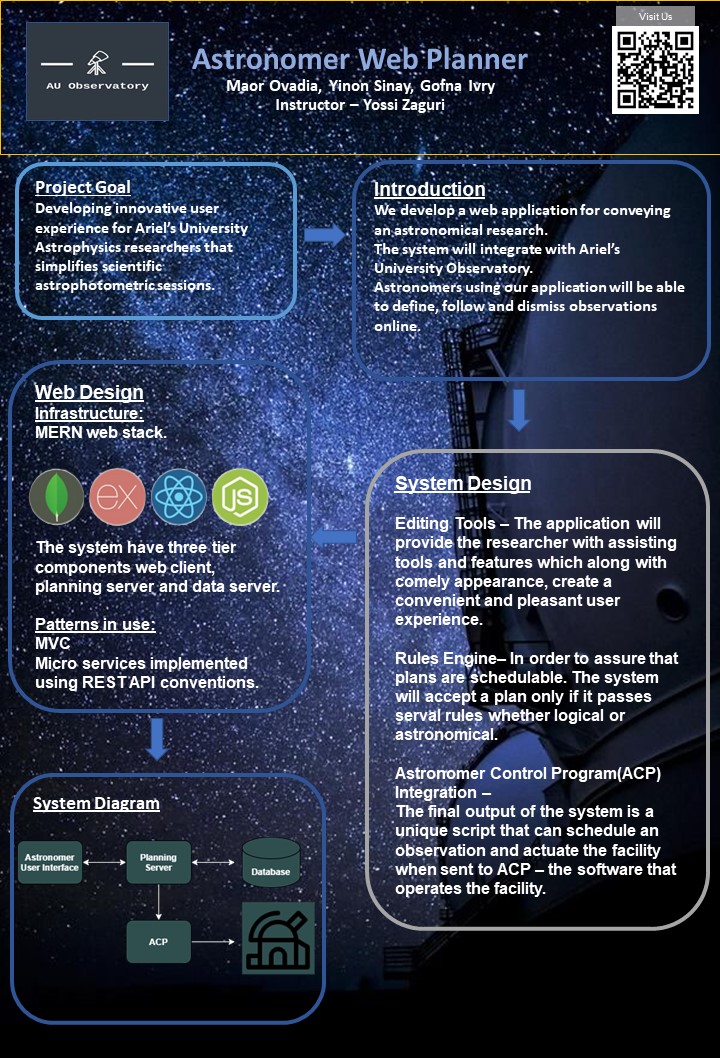 Visit Us
AU Observatory
Astronomer Web Planner
Maor Ovadia, Yinon Sinay, Gofna Ivry
Instructor – Yossi Zaguri
Project Goal
Developing innovative user
experience for Ariel's University
Astrophysics researchers that
simplifies scientific
astrophotometric sessions.
Introduction
We develop a web application for conveying
an astronomical research.
The system will integrate with Ariel's
University Observatory.
Astronomers using our application will be able
to define, follow and dismiss observations
online.
Web Design
Infrastructure:
MERN web stack.
ex
JS
The system have three tier
components web client,
planning server and data server.
Patterns in use:
MVC
Micro services implemented
using REST API conventions.
System Design
Editing Tools – The application will
provide the researcher with assisting
tools and features which along with
comely appearance, create a
convenient and pleasant user
experience.
Rules Engine– In order to assure that
plans are schedulable. The system
will accept a plan only if it passes
serval rules whether logical or
astronomical.
Astronomer Control Program(ACP)
Integration –
The final output of the system is a
unique script that can schedule an
observation and actuate the facility
when sent to ACP – the software that
operates the facility.
System Diagram
Astronomer
User Interface
Planning
Server
Database
ACP